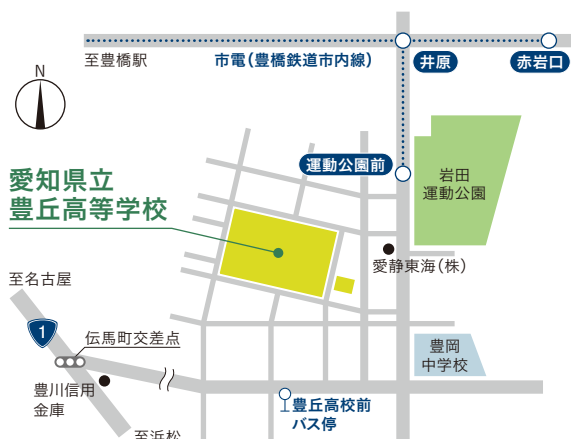 至豊橋駅
市電（豊橋鉄道市内線）
井原
赤岩口
N
運動公園前
愛知県立
豊丘高等学校
岩田
運動公園
愛静東海（株）
至名古屋
1
伝馬町交差点
豊岡
中学校
豊川信用
金庫
豊丘高校前
バス停
至浜松